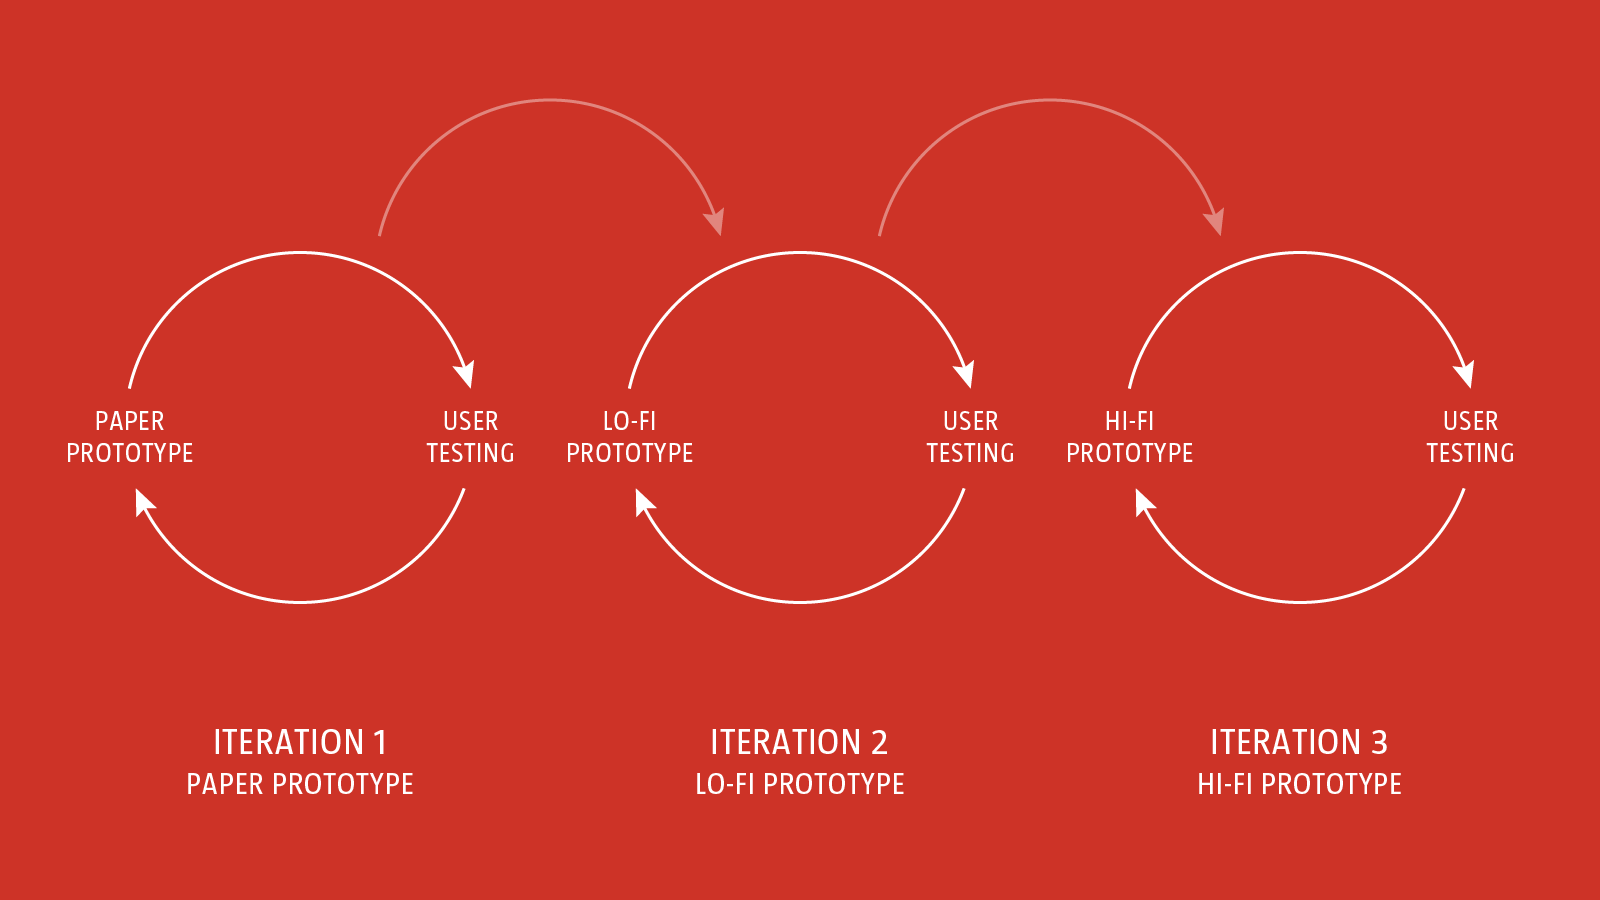 PAPER
PROTOTYPE
USER
TESTING
LO-FI
PROTOTYPE
USER
TESTING
HI-FI
PROTOTYPE
USER
TESTING
ITERATION 1
PAPER PROTOTYPE
ITERATION 2
LO-FI PROTOTYPE
ITERATION 3
HI-FI PROTOTYPE